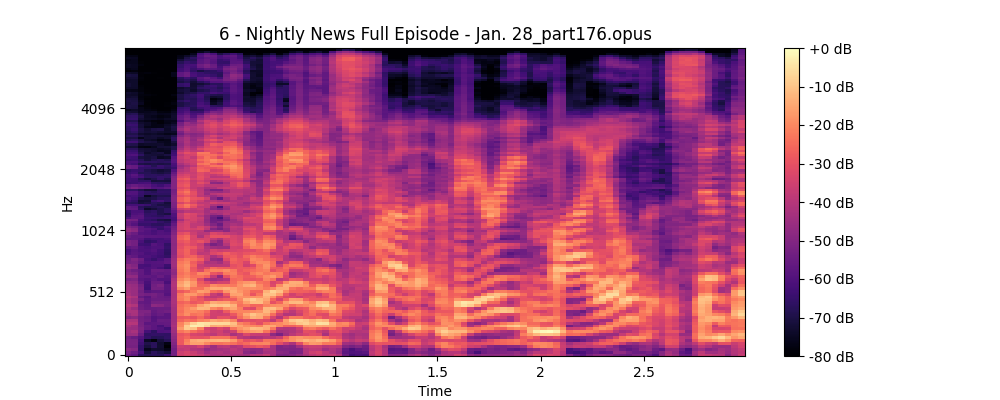 6 - Nightly News Full Episode - Jan. 28_part176.opus
+0 dB
4096
-10 dB
-20 dB
2048
-30 dB
Hz
1024
-40 dB
-50 dB
512
-60 dB
-70 dB
0
-80 dB
0 0.5 1 1.5 2 2.5
Time